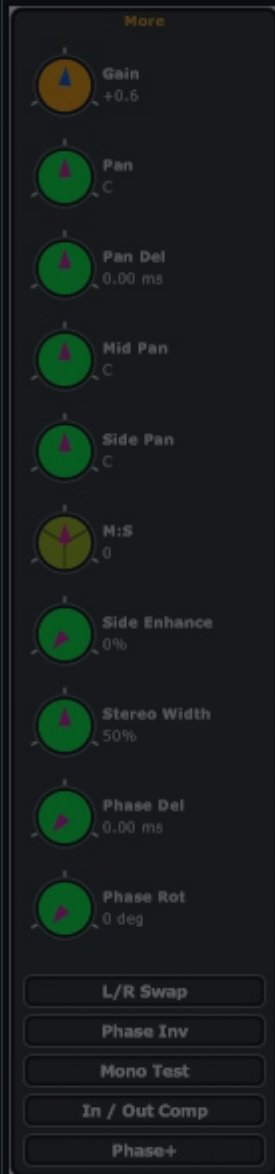 More
Gain
+0.6
Pan
C
Pan Del
0.00 ms
Mid Pan
C
Side Pan
C
M:S
0
Side Enhance
0%
Stereo Width
50%
Phase Del
0.00 ms
Phase Rot
0 deg
L/R Swap
Phase Inv
Mono Test
In / Out Comp
Phase+